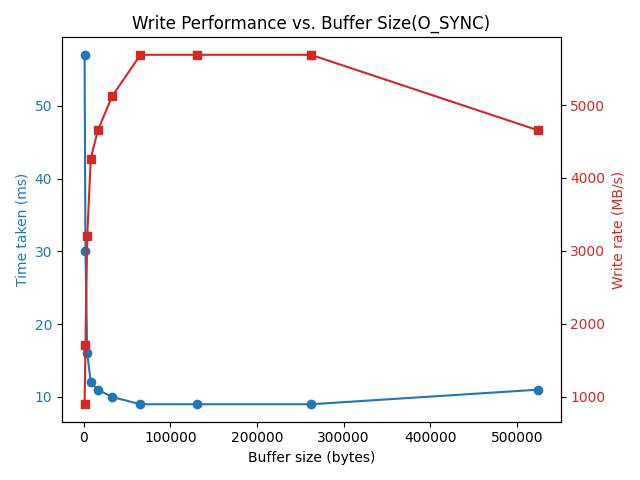 Write Performance vs. Buffer Size(O_SYNC)
Time taken (ms)
50
40
30
20
10
5000
4000
3000
2000
1000
Write rate (MB/s)
0 100000 200000 300000 400000 500000
Buffer size (bytes)